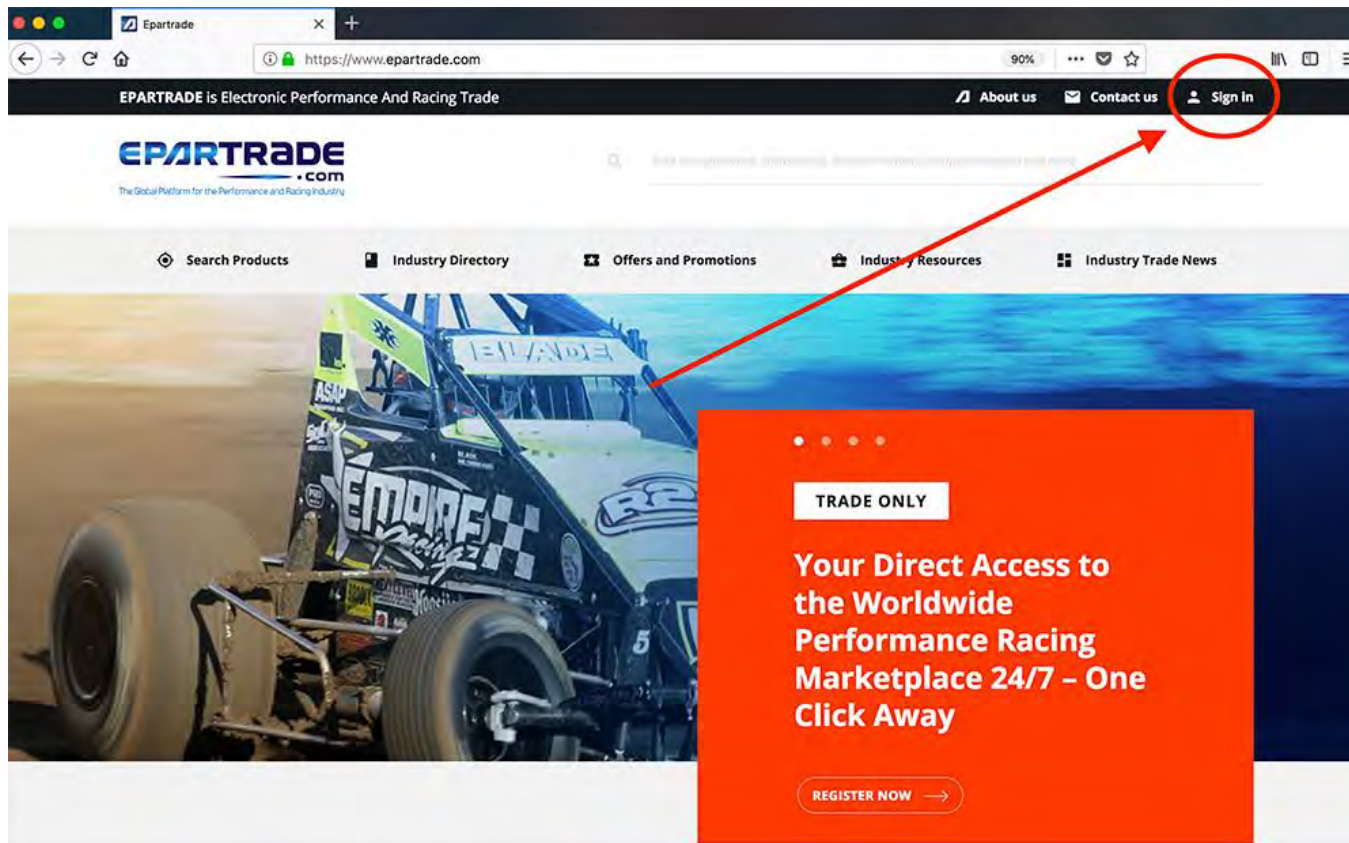 Epartrade
https://www.epartrade.com
90%
EPARTRADE is Electronic Performance And Racing Trade
About us
Contact us
Sign in
EPARTRADE
.com
The Global Platform for the Performance and Racing Industry
Search Products
Industry Directory
Offers and Promotions
Industry Resources
Industry Trade News
BLADE
ASAP
EMPIRE
Racing
R2
5
TRADE ONLY
Your Direct Access to
the Worldwide
Performance Racing
Marketplace 24/7 – One
Click Away
REGISTER NOW